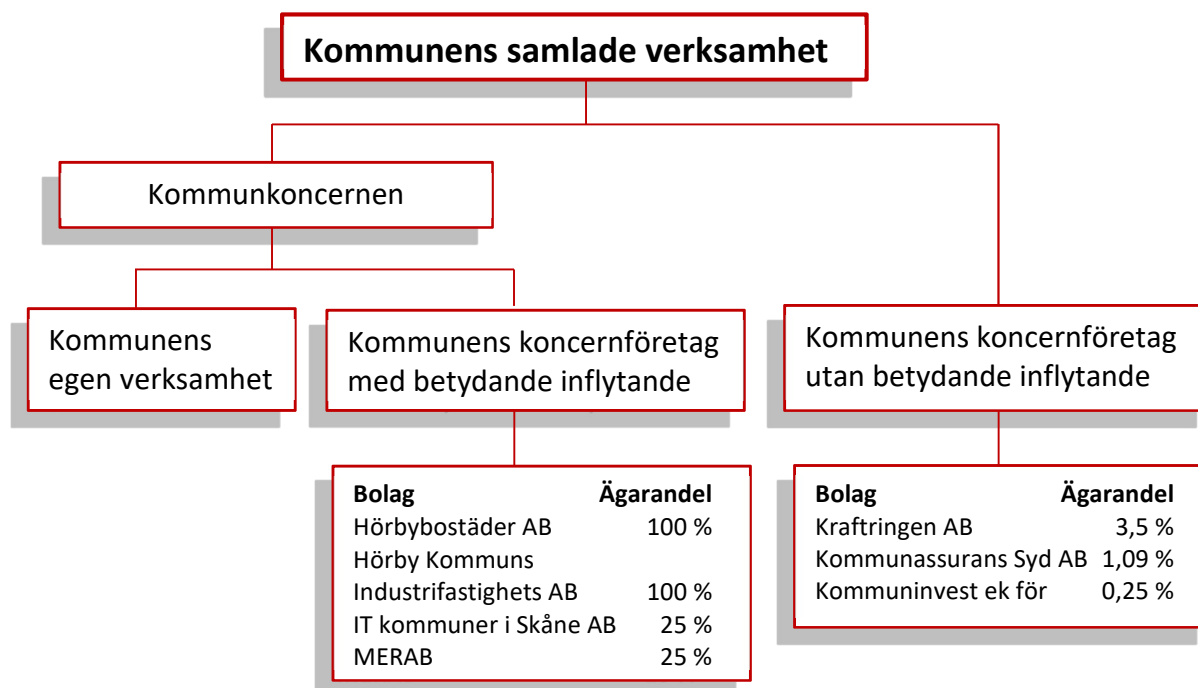 Kommunens samlade verksamhet
Kommunkoncernen
Kommunens
egen verksamhet
Kommunens koncernföretag
med betydande inflytande
Kommunens koncernföretag
utan betydande inflytande
Bolag Ägarandel
Hörbybostäder AB 100 %
Hörby Kommuns
Industrifastighets AB 100 %
IT kommuner i Skåne AB 25 %
MERAB 25 %
Bolag Ägarandel
Kraftringen AB 3,5 %
Kommunassurans Syd AB 1,09 %
Kommuninvest ek för 0,25 %